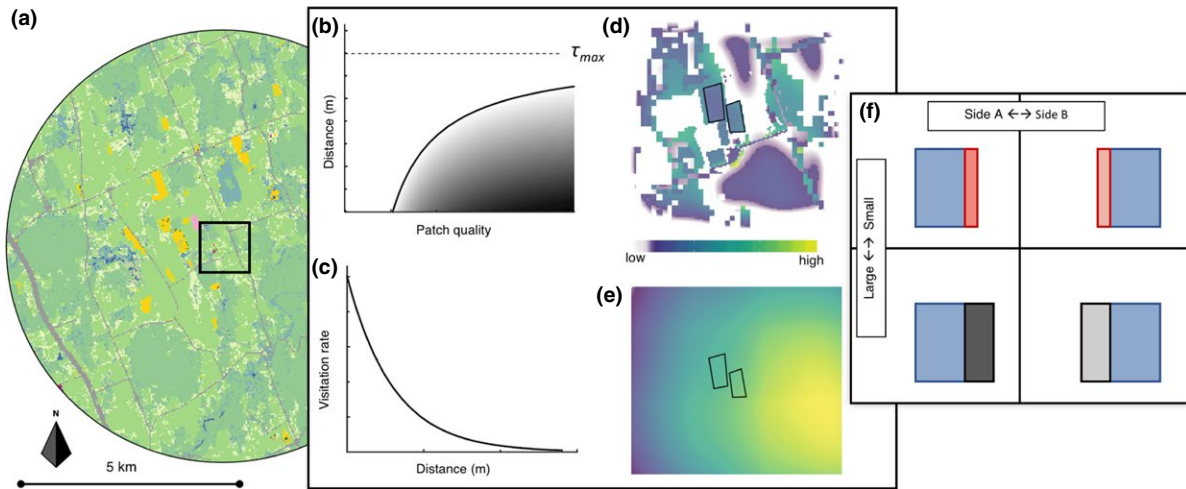 (a)
N
5 km
(b)
τmax
Distance (m)
Patch quality
(c)
Visitation rate
Distance (m)
(d)
low
high
(e)
(f)
Side A ←→ Side B
Large ←→ Small